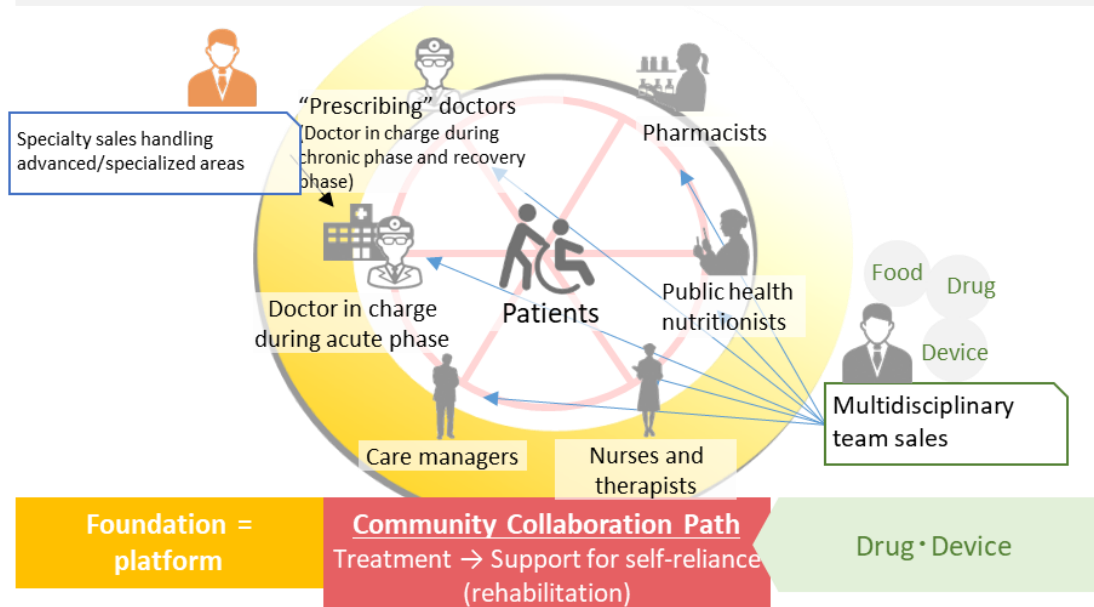 “Prescribing” doctors
(Doctor in charge during
chronic phase and recovery
phase)
Specialty sales handling
advanced/specialized areas
Pharmacists
Doctor in charge
during acute phase
Patients
Public health
nutritionists
Food
Drug
Device
Multidisciplinary
team sales
Care managers
Nurses and
therapists
Foundation =
platform
Community Collaboration Path
Treatment → Support for self-reliance
(rehabilitation)
Drug・Device